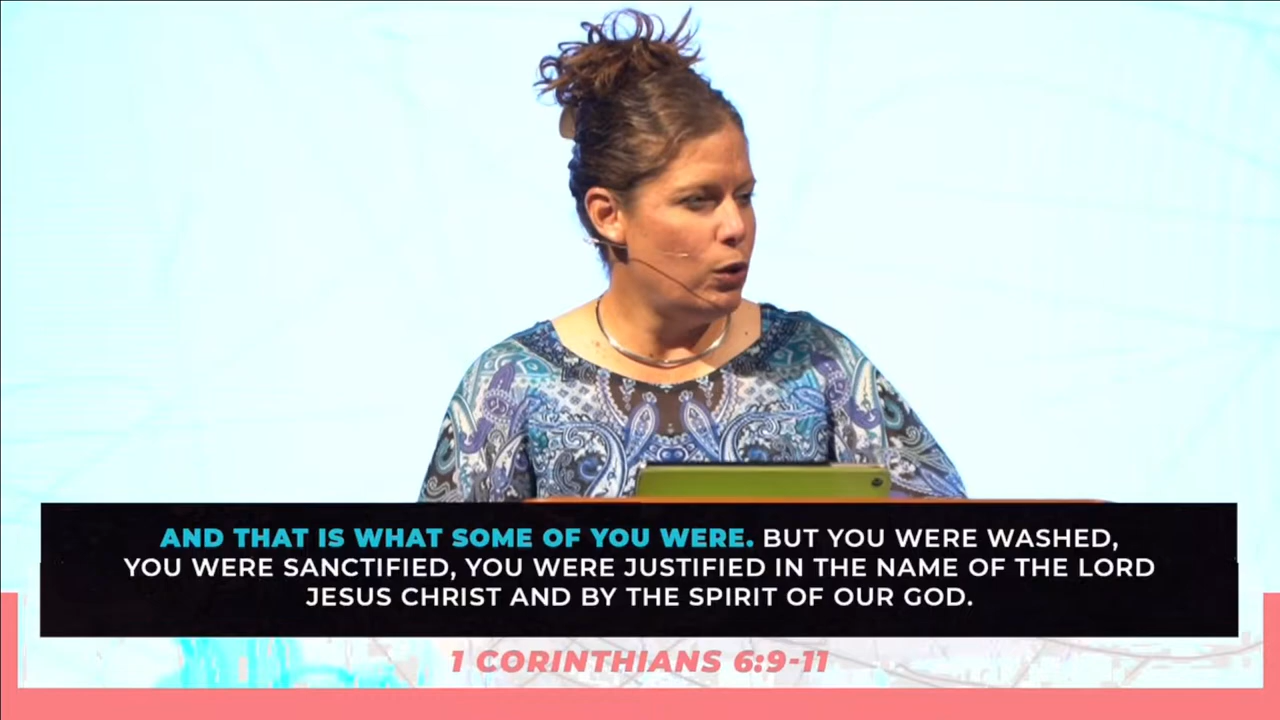 AND THAT IS WHAT SOME OF YOU WERE. BUT YOU WERE WASHED,
YOU WERE SANCTIFIED, YOU WERE JUSTIFIED IN THE NAME OF THE LORD
JESUS CHRIST AND BY THE SPIRIT OF OUR GOD.
1 CORINTHIANS 6:9-11